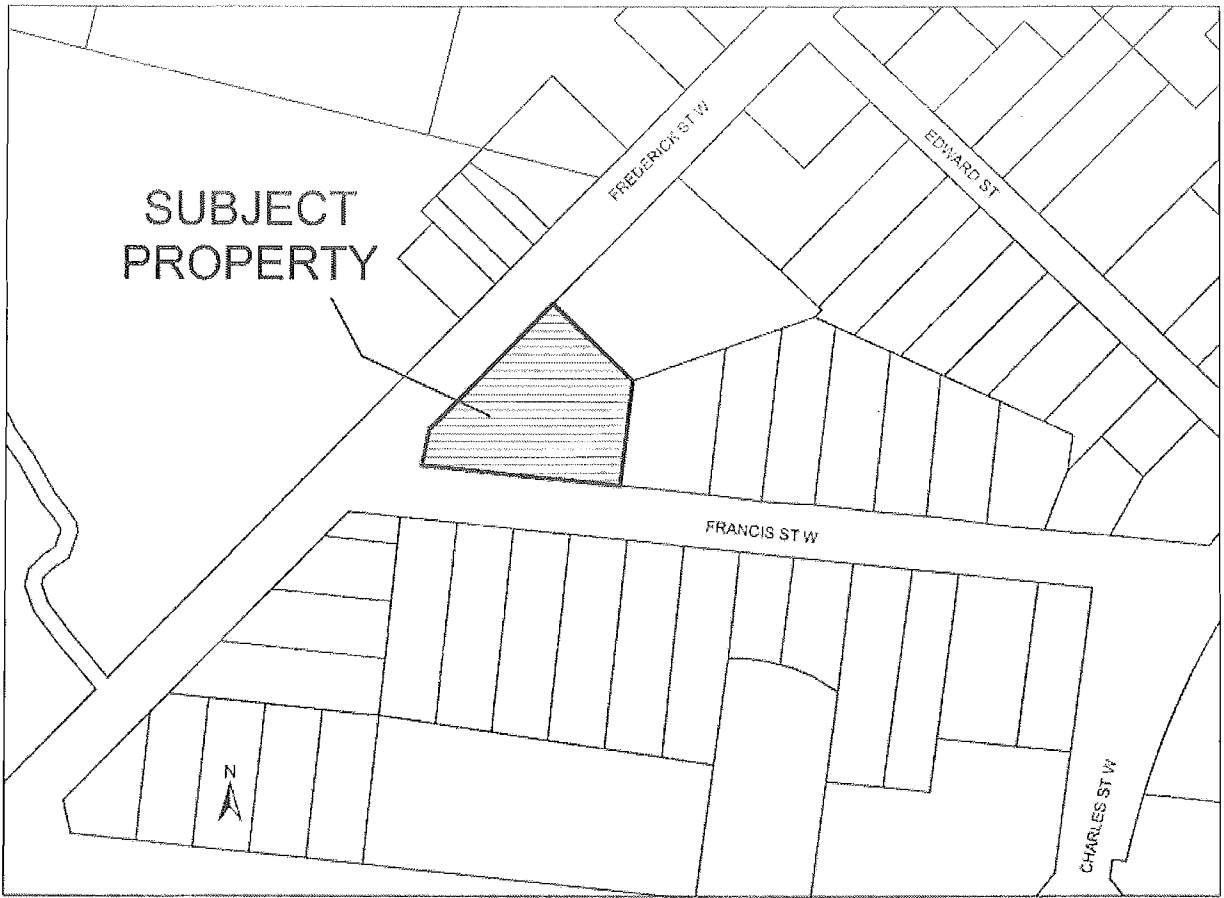 FREDERICK ST W
EDWARD ST
SUBJECT
PROPERTY
FRANCIS ST W
N
CHARLES ST W